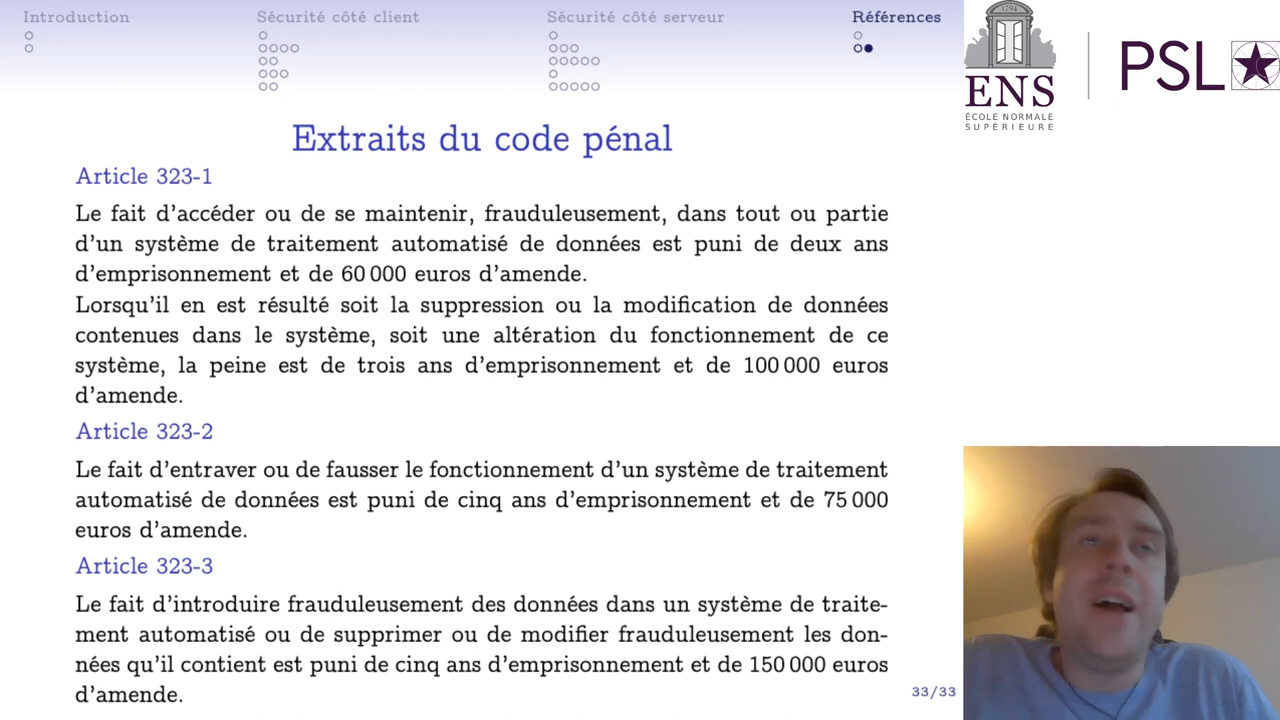 Introduction
Sécurité côté client
Sécurité côté serveur
Références
1794
ENS
ÉCOLE NORMALE
SUPÉRIEURE
PSL
Extraits du code pénal
Article 323-1
Le fait d'accéder ou de se maintenir, frauduleusement, dans tout ou partie
d'un système de traitement automatisé de données est puni de deux ans
d'emprisonnement et de 60 000 euros d'amende.
Lorsqu'il en est résulté soit la suppression ou la modification de données
contenues dans le système, soit une altération du fonctionnement de ce
système, la peine est de trois ans d'emprisonnement et de 100 000 euros
d'amende.
Article 323-2
Le fait d'entraver ou de fausser le fonctionnement d'un système de traitement
automatisé de données est puni de cinq ans d'emprisonnement et de 75 000
euros d'amende.
Article 323-3
Le fait d'introduire frauduleusement des données dans un système de traite-
ment automatisé ou de supprimer ou de modifier frauduleusement les don-
nées qu'il contient est puni de cinq ans d'emprisonnement et de 150 000 euros
d'amende.
33/33